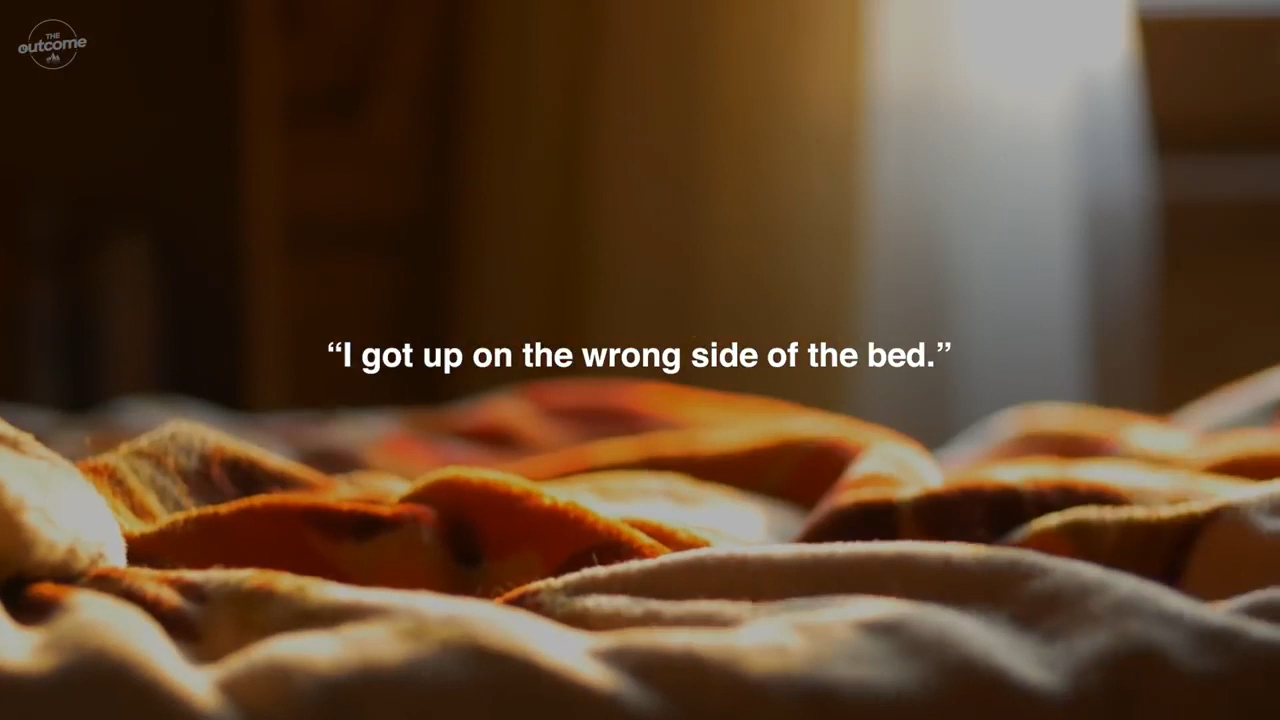 THE
outcome
“I got up on the wrong side of the bed.”